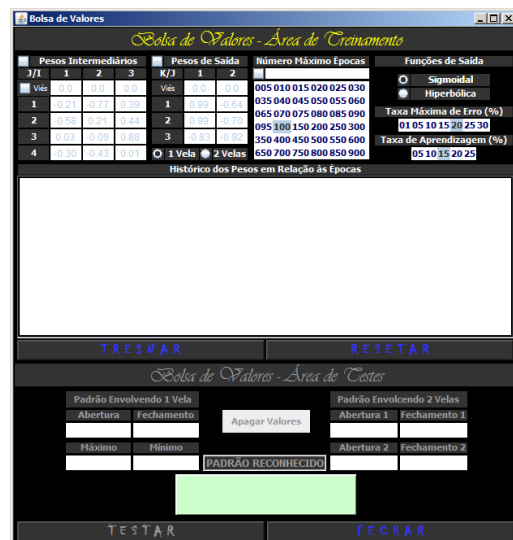 Bolsa de Valores
Bolsa de Valores - Área de Treinamento
Pesos Intermediários Pesos de Saída Número Máximo Épocas Funções de Saída
J/I 1 2 3 K/J 1 2
Viés 0.0 0.0 0.0 Viés 0.0 0.0
1 -0.21 -0.77 0.39 1 0.99 -0.64
2 -0.58 0.21 0.44 2 0.99 -0.70
3 0.03 -0.09 0.88 3 -0.83 -0.92
4 -0.30 -0.43 0.01 1 Vela 2 Velas
005 010 015 020 025 030
035 040 045 050 055 060
065 070 075 080 085 090
095 100 150 200 250 300
350 400 450 500 550 600
650 700 750 800 850 900
Sigmoidal
Hiperbólica
Taxa Máxima de Erro (%)
01 05 10 15 20 25 30
Taxa de Aprendizagem (%)
05 10 15 20 25
Histórico dos Pesos em Relação às Épocas
TREINAR RESETAR
Bolsa de Valores - Área de Testes
Padrão Envolvendo 1 Vela Padrão Envolcendo 2 Velas
Abertura Fechamento Apagar Valores Abertura 1 Fechamento 1
Máximo Mínimo Abertura 2 Fechamento 2
PADRÃO RECONHECIDO
TESTAR FECHAR